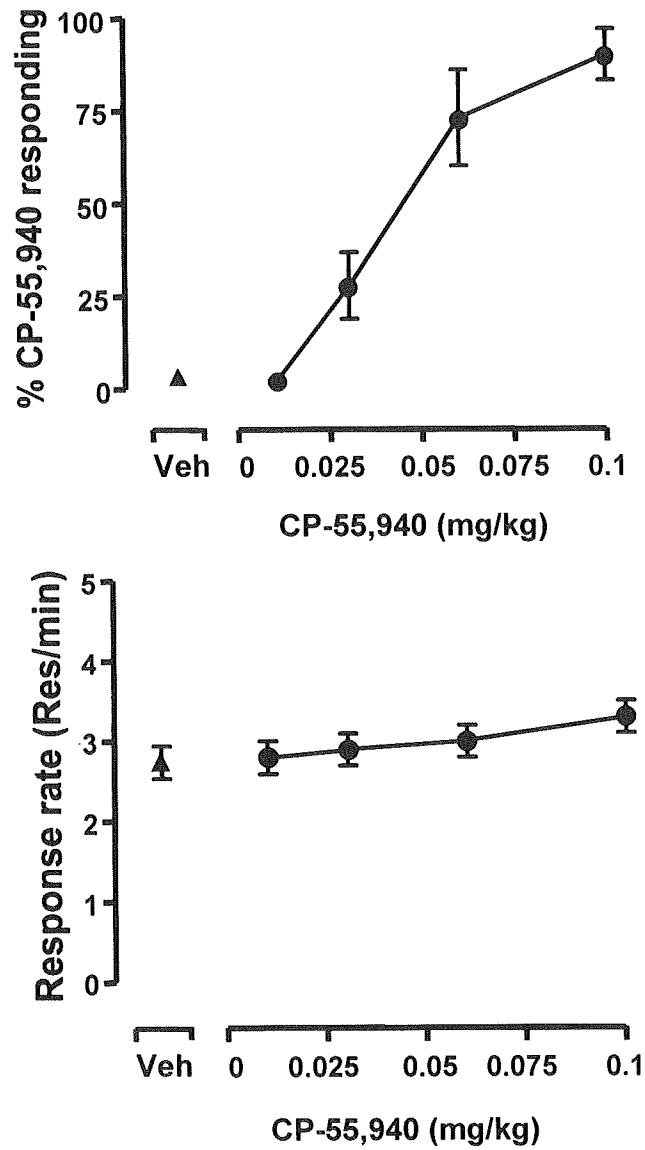 % CP-55,940 responding
100
75
50
25
0
Veh 0 0.025 0.05 0.075 0.1
CP-55,940 (mg/kg)
Response rate (Res/min)
5
4
3
2
1
0
Veh 0 0.025 0.05 0.075 0.1
CP-55,940 (mg/kg)